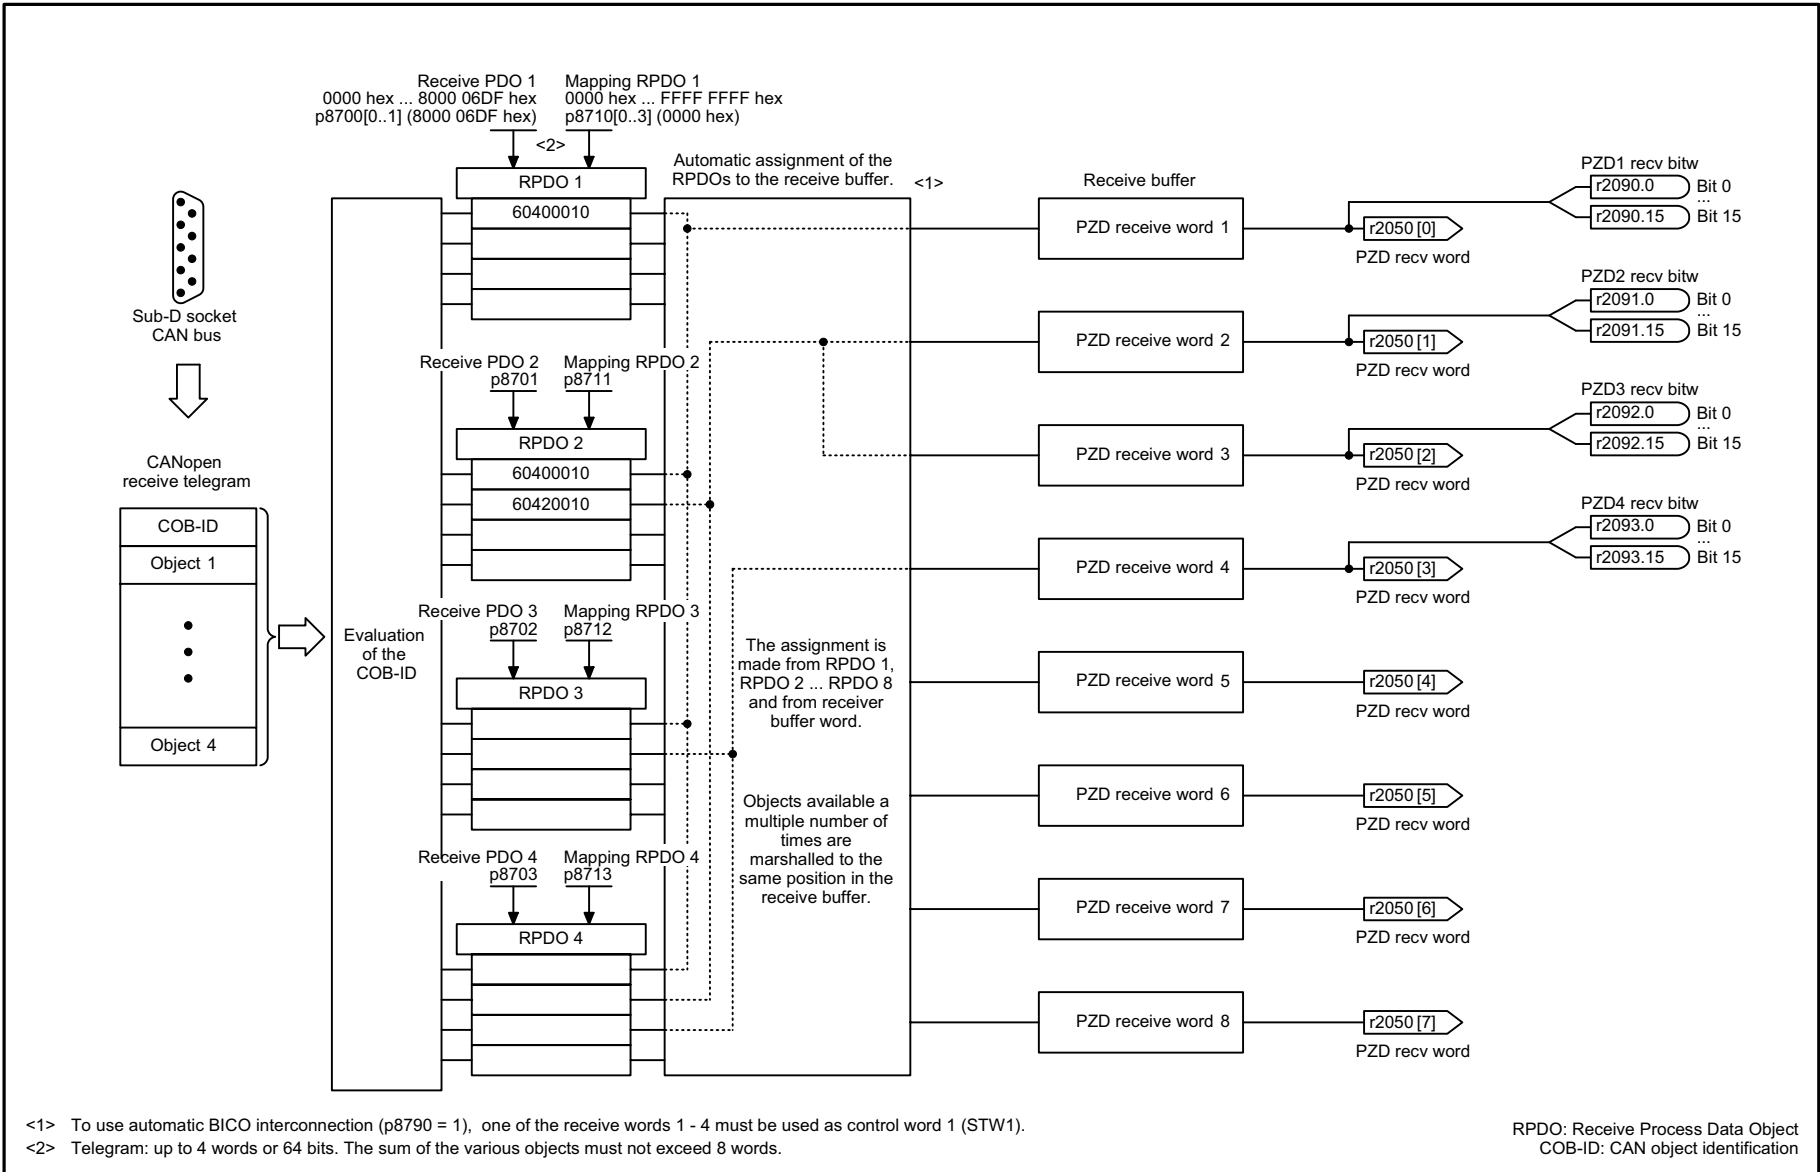 Receive PDO 1
0000 hex ... 8000 06DF hex
p8700[0..1] (8000 06DF hex)
Mapping RPDO 1
0000 hex ... FFFF FFFF hex
p8710[0..3] (0000 hex)
<2>
RPDO 1
60400010
Automatic assignment of the
RPDOs to the receive buffer.
<1>
Receive buffer
Sub-D socket
CAN bus
CANopen
receive telegram
COB-ID
Object 1
Object 4
Evaluation
of the
COB-ID
Receive PDO 2
p8701
Mapping RPDO 2
p8711
RPDO 2
60400010
60420010
Receive PDO 3
p8702
Mapping RPDO 3
p8712
RPDO 3
Receive PDO 4
p8703
Mapping RPDO 4
p8713
RPDO 4
The assignment is
made from RPDO 1,
RPDO 2 ... RPDO 8
and from receiver
buffer word.
Objects available a
multiple number of
times are
marshalled to the
same position in the
receive buffer.
PZD receive word 1
r2050 [0]
PZD recv word
PZD1 recv bitw
r2090.0 Bit 0
...
r2090.15 Bit 15
PZD receive word 2
r2050 [1]
PZD recv word
PZD2 recv bitw
r2091.0 Bit 0
...
r2091.15 Bit 15
PZD receive word 3
r2050 [2]
PZD recv word
PZD3 recv bitw
r2092.0 Bit 0
...
r2092.15 Bit 15
PZD receive word 4
r2050 [3]
PZD recv word
PZD4 recv bitw
r2093.0 Bit 0
...
r2093.15 Bit 15
PZD receive word 5
r2050 [4]
PZD recv word
PZD receive word 6
r2050 [5]
PZD recv word
PZD receive word 7
r2050 [6]
PZD recv word
PZD receive word 8
r2050 [7]
PZD recv word
<1> To use automatic BICO interconnection (p8790 = 1), one of the receive words 1 - 4 must be used as control word 1 (STW1).
<2> Telegram: up to 4 words or 64 bits. The sum of the various objects must not exceed 8 words.
RPDO: Receive Process Data Object
COB-ID: CAN object identification